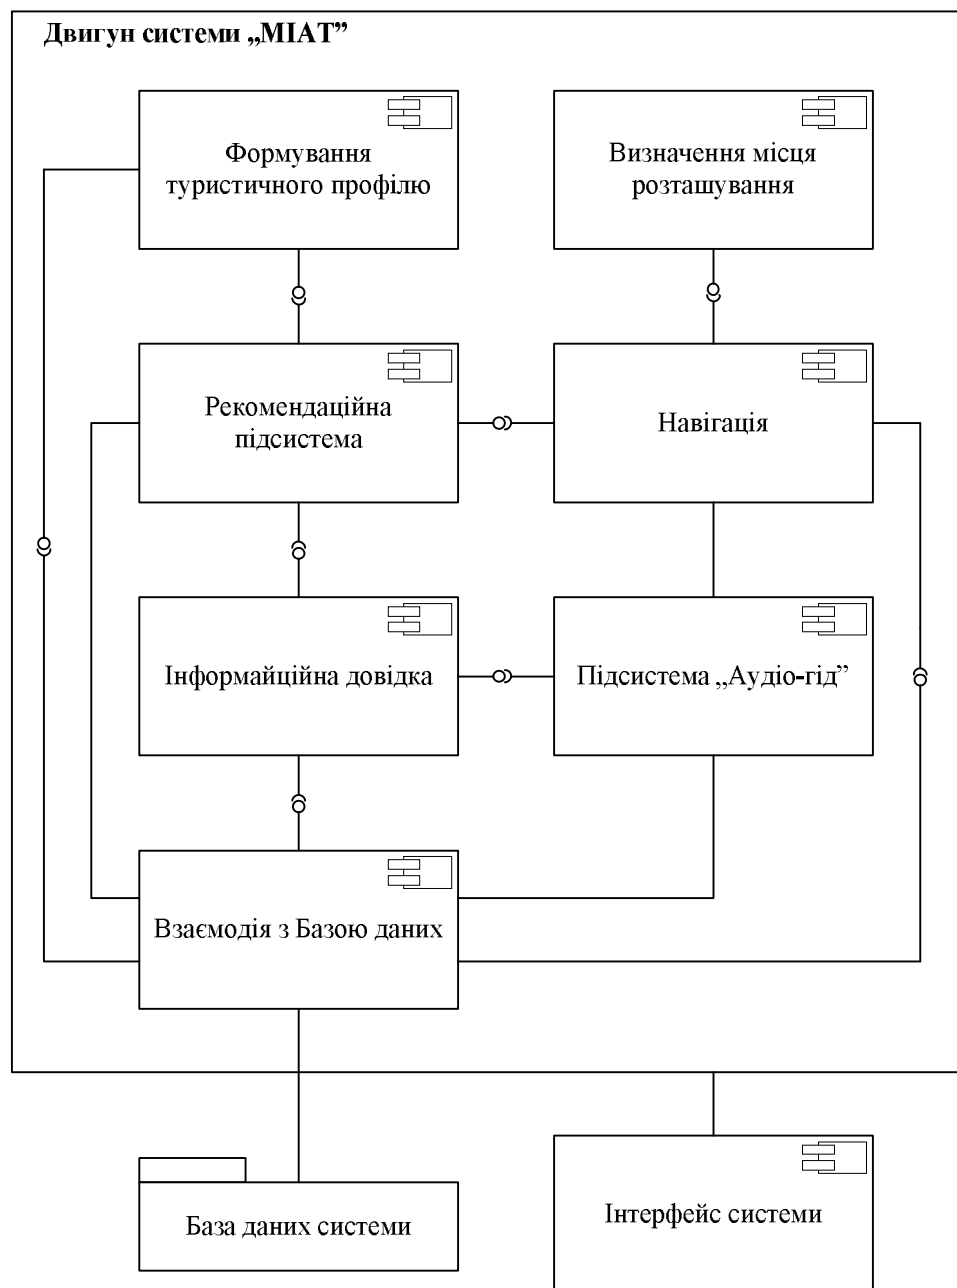 Двигун системи „МІАТ”
Формування
туристичного профілю
Визначення місця
розташування
Рекомендаційна
підсистема
Навігація
Інформайційна довідка
Підсистема „Аудіо-гід”
Взаємодія з Базою даних
База даних системи
Інтерфейс системи